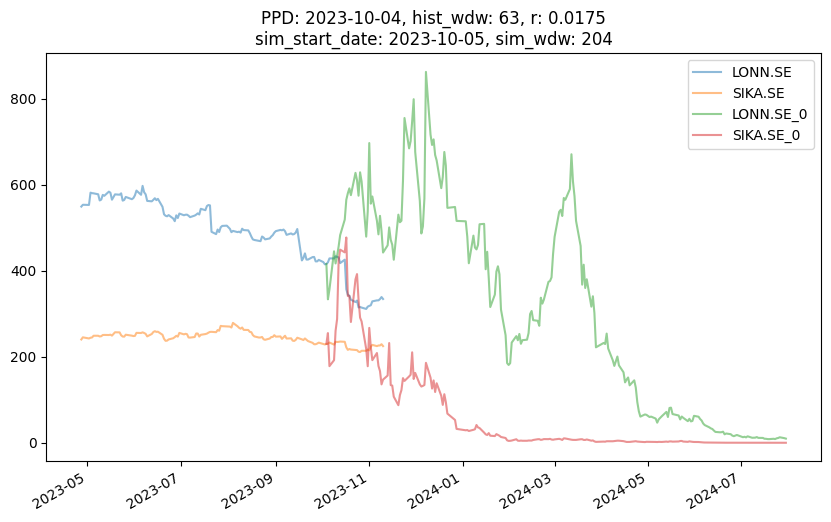 PPD: 2023-10-04, hist_wdw: 63, r: 0.0175
sim_start_date: 2023-10-05, sim_wdw: 204
LONN.SE
SIKA.SE
LONN.SE_0
SIKA.SE_0
800
600
400
200
0
2023-05
2023-07
2023-09
2023-11
2024-01
2024-03
2024-05
2024-07